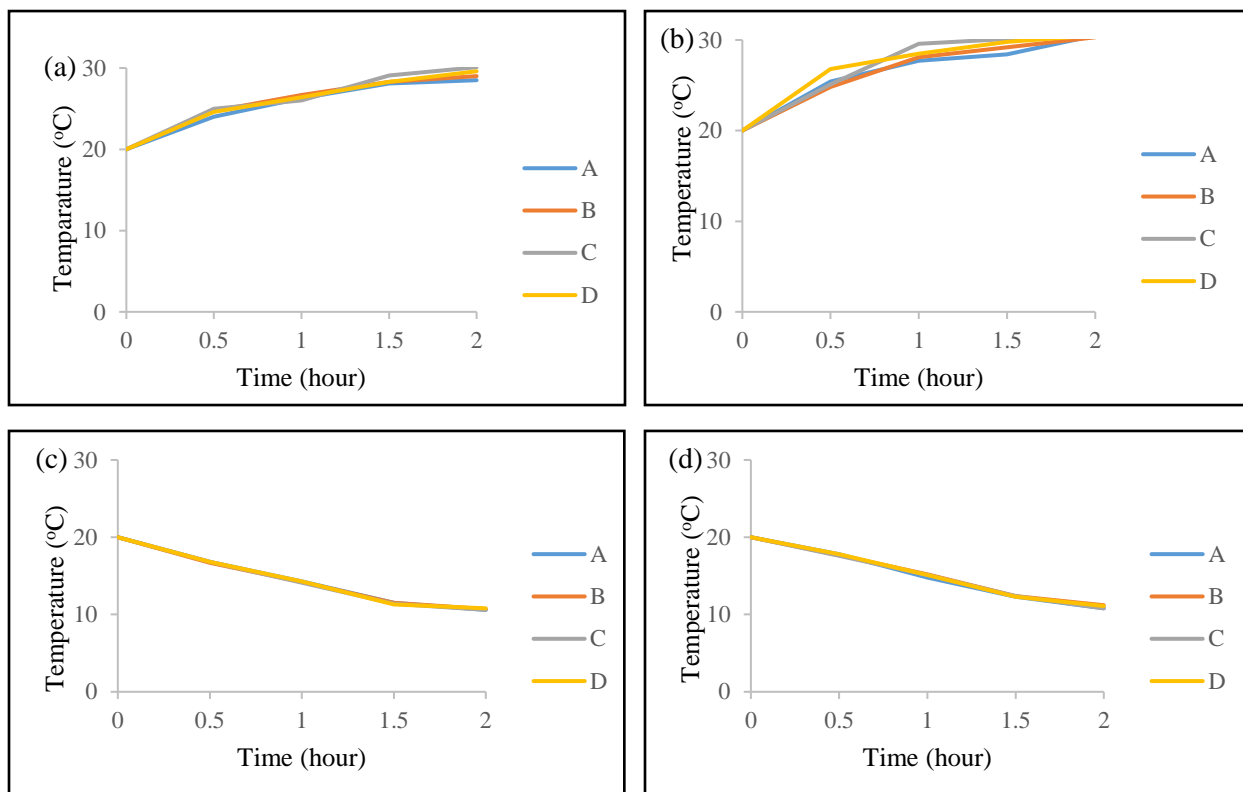 (a)
Temparature (°C)
30
20
10
0
0 0.5 1 1.5 2
Time (hour)
A
B
C
D
(b)
Temperature (°C)
30
20
10
0
0 0.5 1 1.5 2
Time (hour)
A
B
C
D
(c)
Temperature (°C)
30
20
10
0
0 0.5 1 1.5 2
Time (hour)
A
B
C
D
(d)
Temperature (°C)
30
20
10
0
0 0.5 1 1.5 2
Time (hour)
A
B
C
D